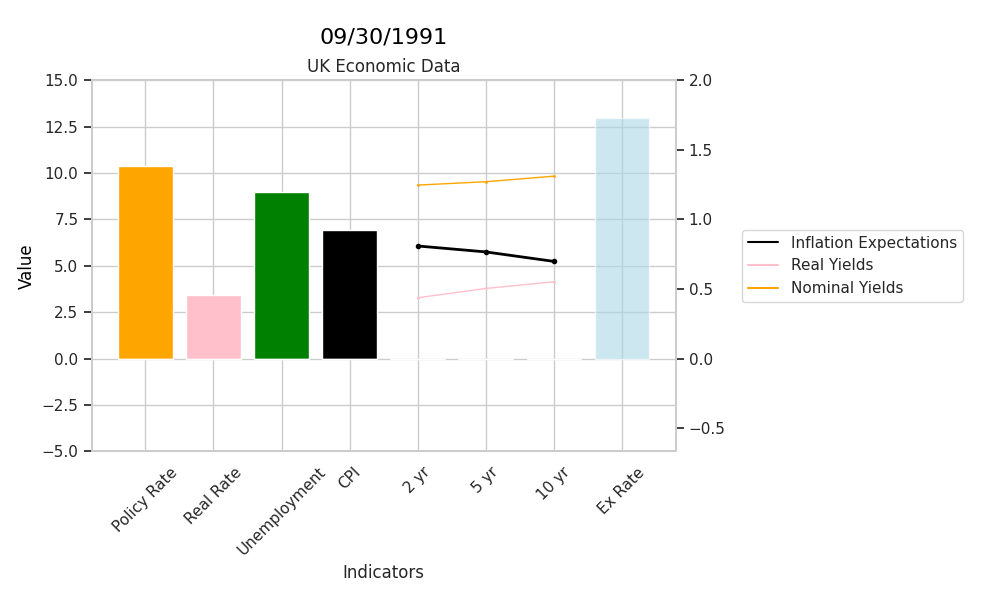 09/30/1991
UK Economic Data
15.0
12.5
10.0
7.5
5.0
2.5
0.0
−2.5
−5.0
Value
2.0
1.5
1.0
0.5
0.0
−0.5
Inflation Expectations
Real Yields
Nominal Yields
Policy Rate
Real Rate
Unemployment
CPI
2 yr
5 yr
10 yr
Ex Rate
Indicators